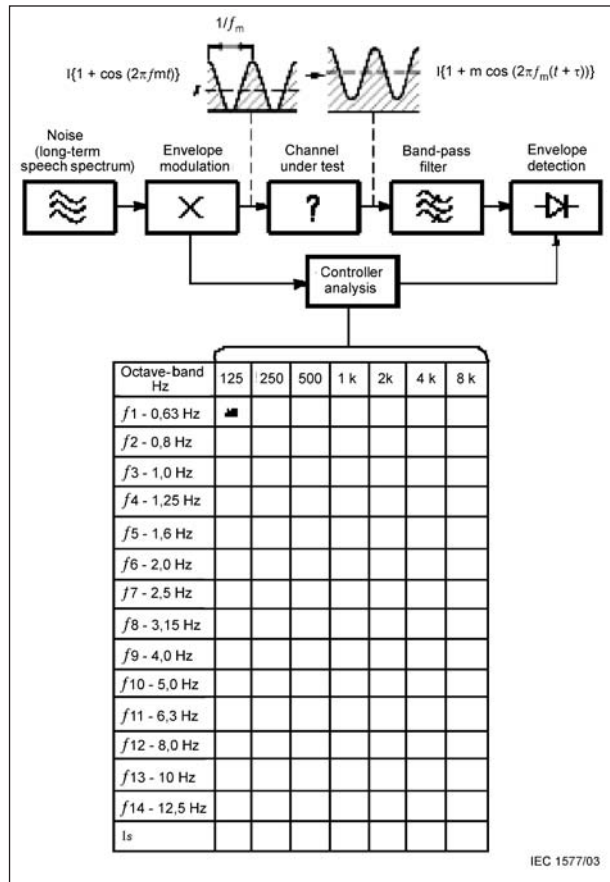 1/fm
I{1 + cos (2πfmt)}
I
I{1 + m cos (2πfm(t + τ))}
Noise
(long-term
speech spectrum)
Envelope
modulation
Channel
under test
Band-pass
filter
Envelope
detection
?
Controller
analysis
Octave-band
Hz
125 250 500 1 k 2k 4 k 8 k
f1 - 0,63 Hz
f2 - 0,8 Hz
f3 - 1,0 Hz
f4 - 1,25 Hz
f5 - 1,6 Hz
f6 - 2,0 Hz
f7 - 2,5 Hz
f8 - 3,15 Hz
f9 - 4,0 Hz
f10 - 5,0 Hz
f11 - 6,3 Hz
f12 - 8,0 Hz
f13 - 10 Hz
f14 - 12,5 Hz
Is
IEC 1577/03